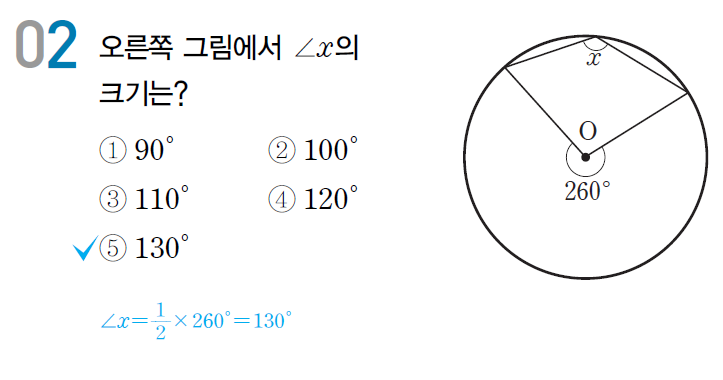 02 오른쪽 그림에서 ∠x의
크기는?
① 90° ② 100°
③ 110° ④ 120°
⑤ 130°
∠x=1/2×260°=130°
x
O
260°